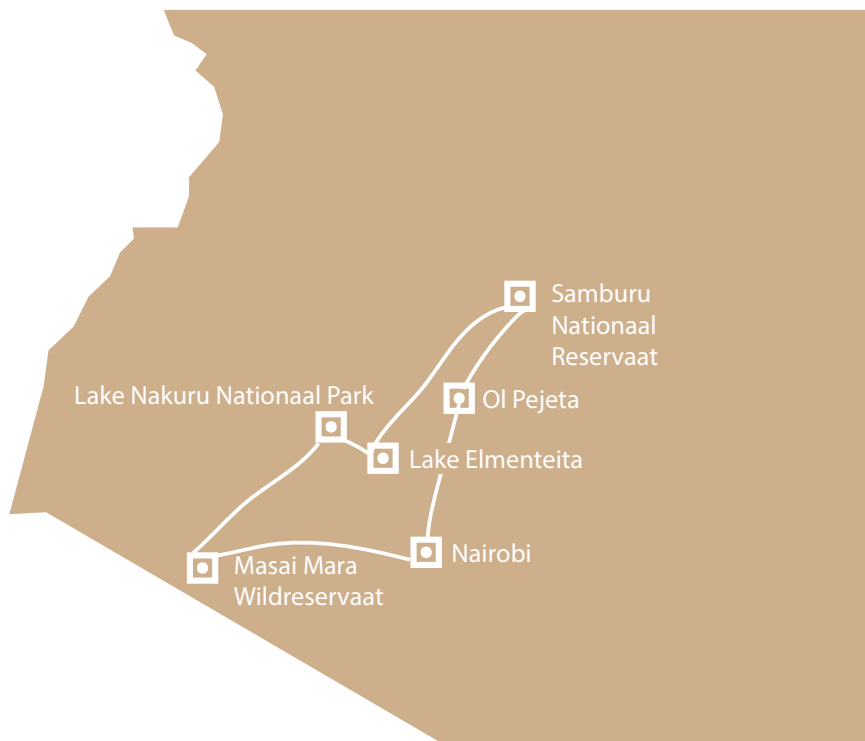 Samburu
Nationaal
Reservaat
Lake Nakuru Nationaal Park
Ol Pejeta
Lake Elmenteita
Nairobi
Masai Mara
Wildreservaat